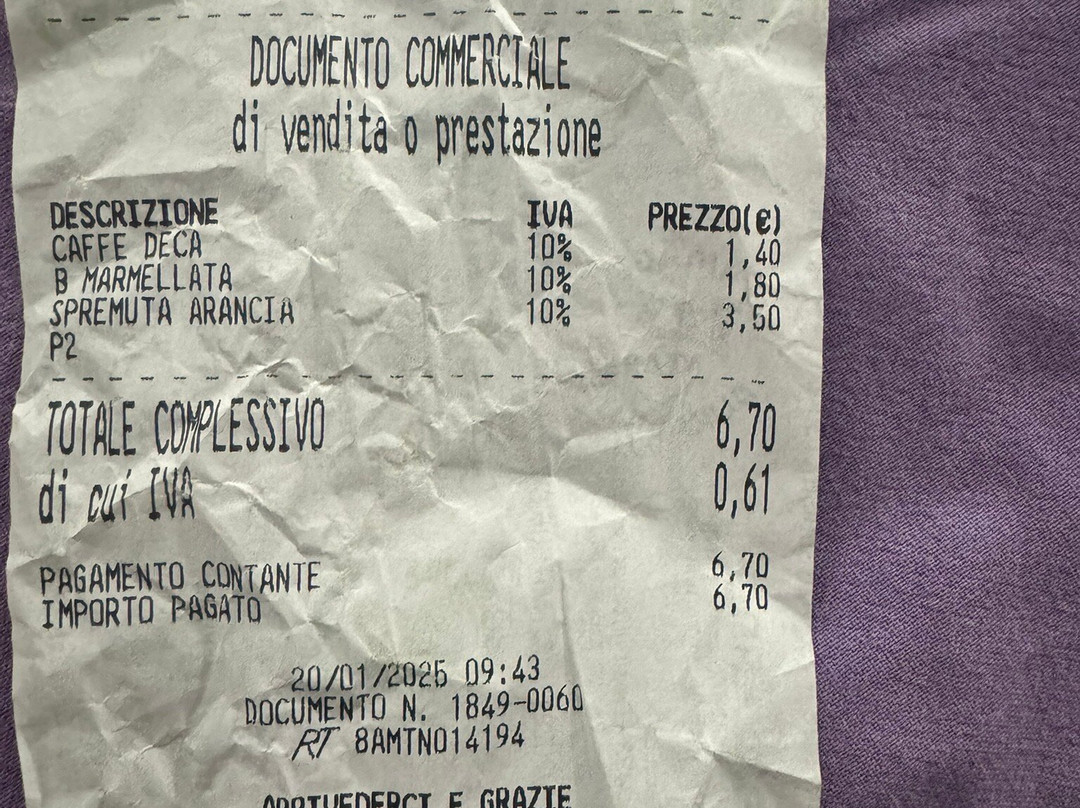 DOCUMENTO COMMERCIALE
di vendita o prestazione
DESCRIZIONE IVA PREZZO(€)
CAFFE DECA 10% 1,40
B MARMELLATA 10% 1,80
SPREMUTA ARANCIA 10% 3,50
P2
TOTALE COMPLESSIVO 6,70
di cui IVA 0,61
PAGAMENTO CONTANTE 6,70
IMPORTO PAGATO 6,70
20/01/2025 09:43
DOCUMENTO N. 1849-0060
RT 8AMTN014194
ARRIVEDERCI E GRAZIE